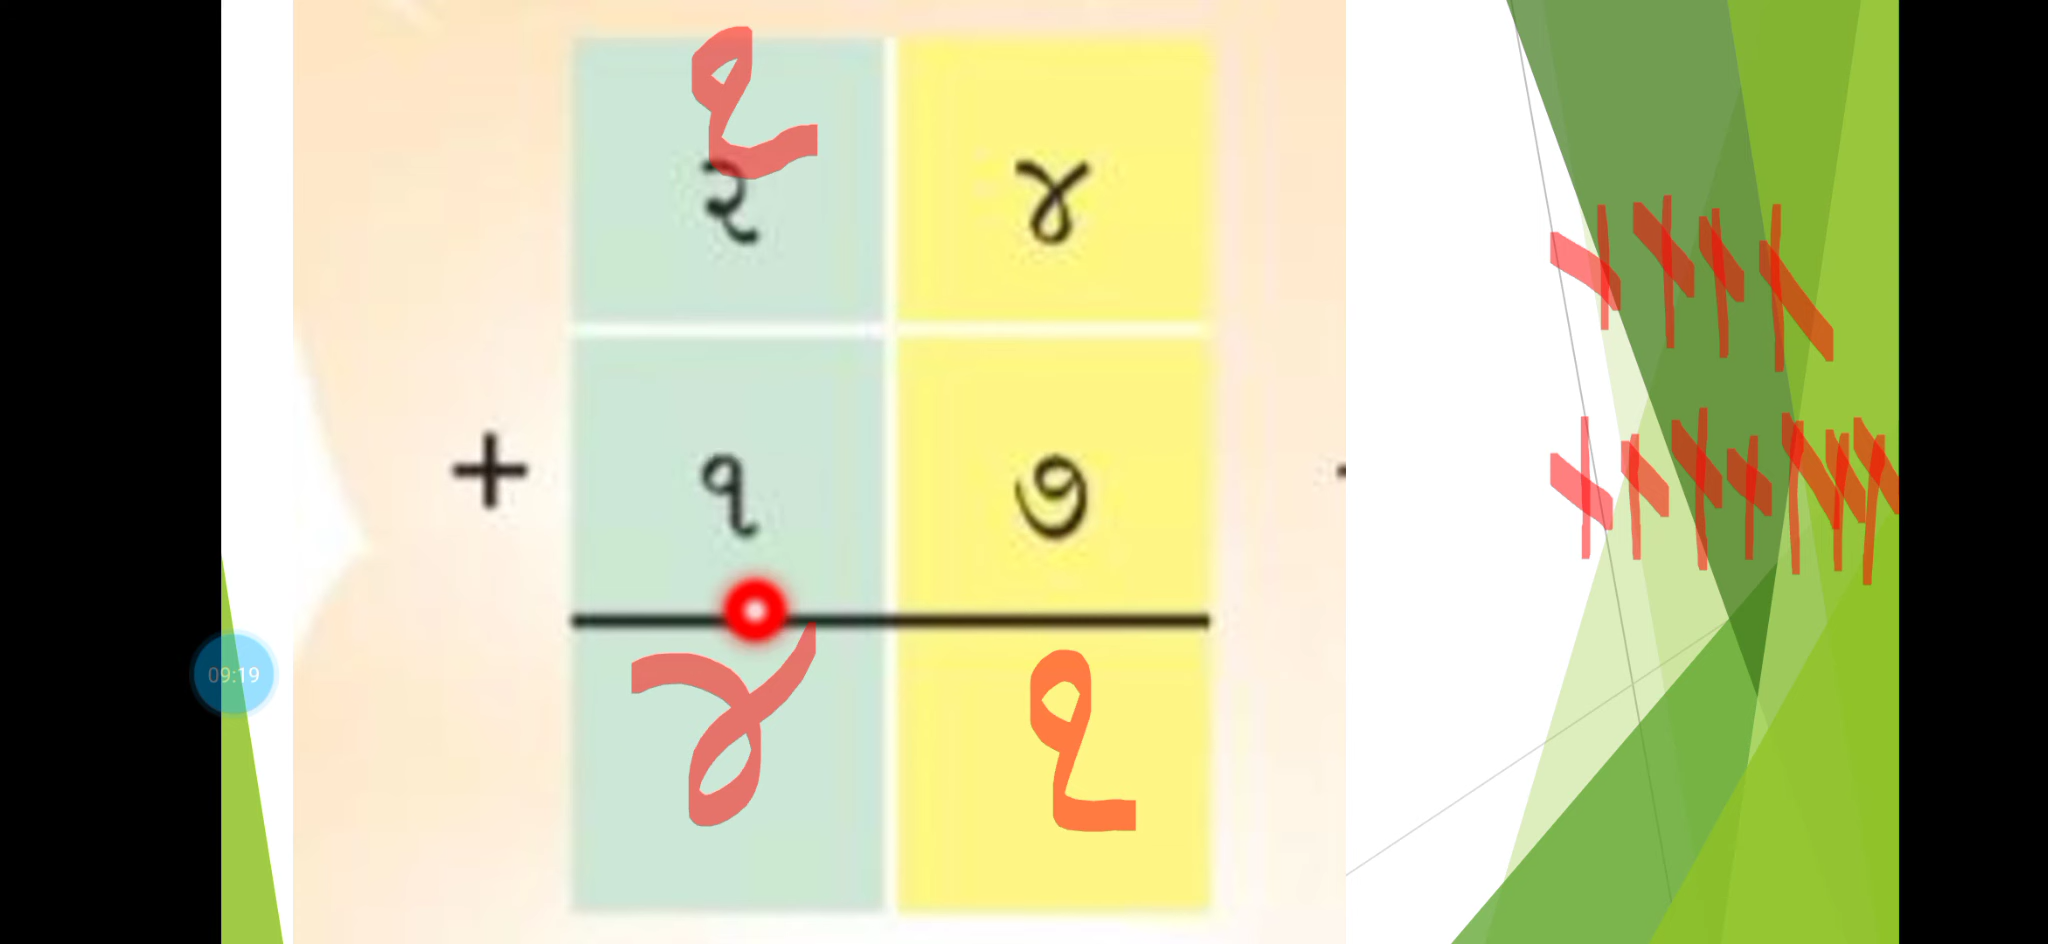 ૧
૨ ૪
+ ૧ ૭
૪ ૧
09:19